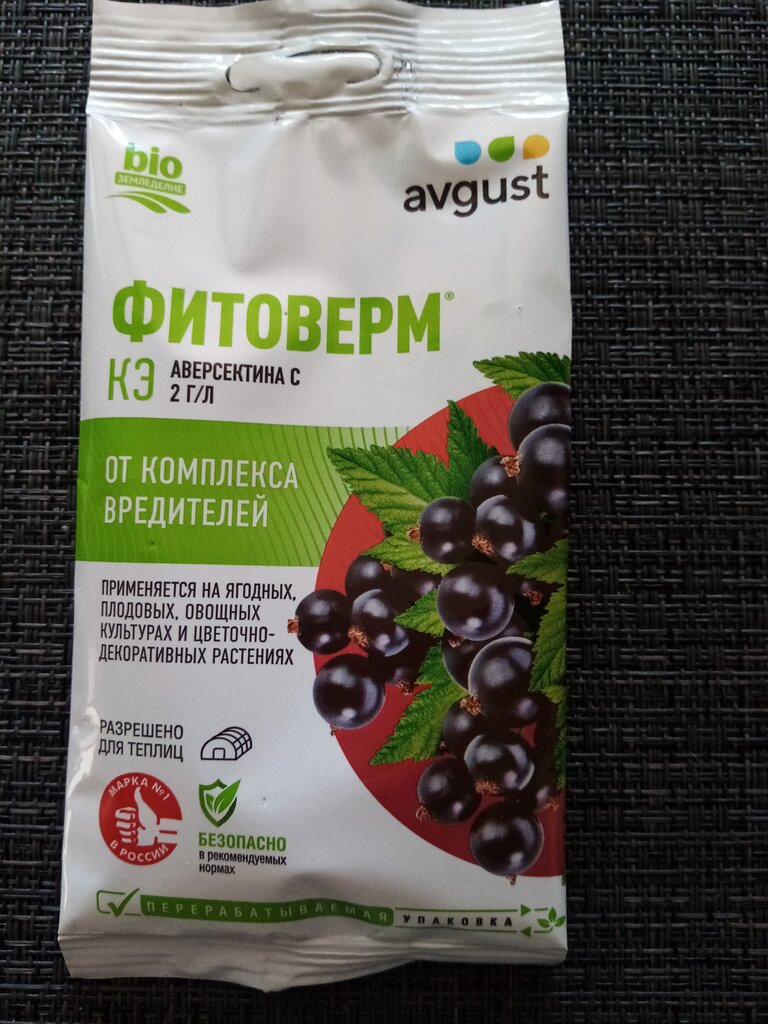 bio
ЗЕМЛЕДЕЛИЕ
avgust
ФИТОВЕРМ®
КЭ
АВЕРСЕКТИНА С
2 Г/Л
ОТ КОМПЛЕКСА
ВРЕДИТЕЛЕЙ
ПРИМЕНЯЕТСЯ НА ЯГОДНЫХ,
ПЛОДОВЫХ, ОВОЩНЫХ
КУЛЬТУРАХ И ЦВЕТОЧНО-
ДЕКОРАТИВНЫХ РАСТЕНИЯХ
РАЗРЕШЕНО
ДЛЯ ТЕПЛИЦ
МАРКА №1
В РОССИИ
БЕЗОПАСНО
в рекомендуемых
нормах
ПЕРЕРАБАТЫВАЕМАЯ УПАКОВКА